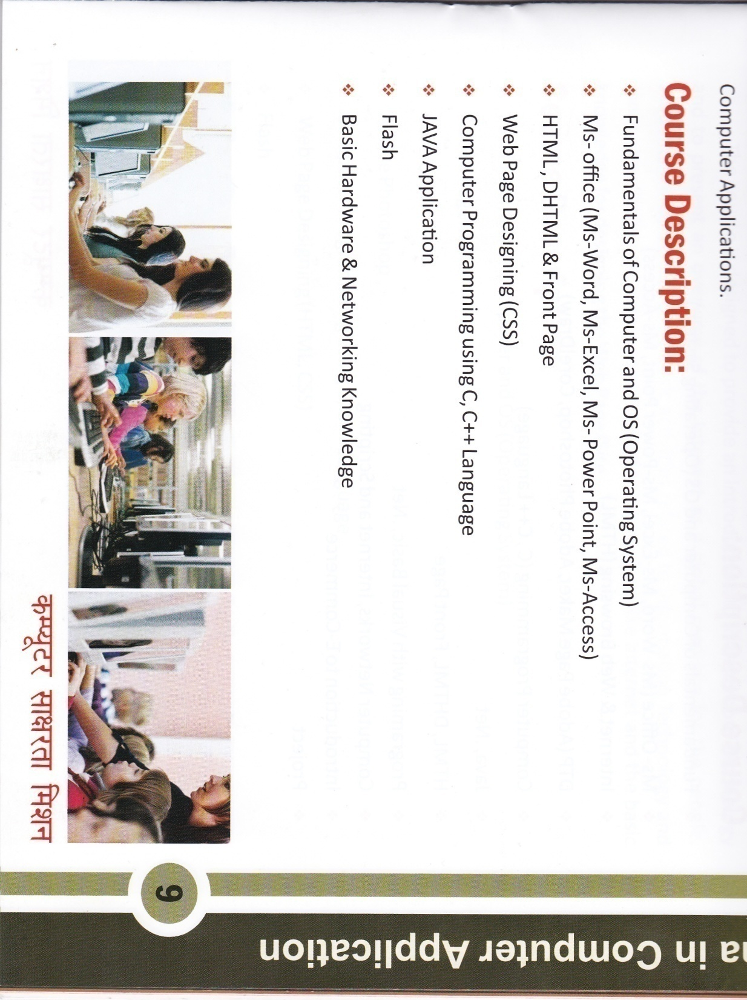 Computer Applications.
Course Description:
❖ Fundamentals of Computer and OS (Operating System)
❖ Ms- office (Ms-Word, Ms-Excel, Ms- Power Point, Ms-Access)
❖ HTML , DHTML & Front Page
❖ Web Page Designing (CSS)
❖ Computer Programming using C, C++ Language
❖ JAVA Application
❖ Flash
❖ Basic Hardware & Networking Knowledge
कम्प्यूटर साक्षरता मिशन
9
in Computer Application